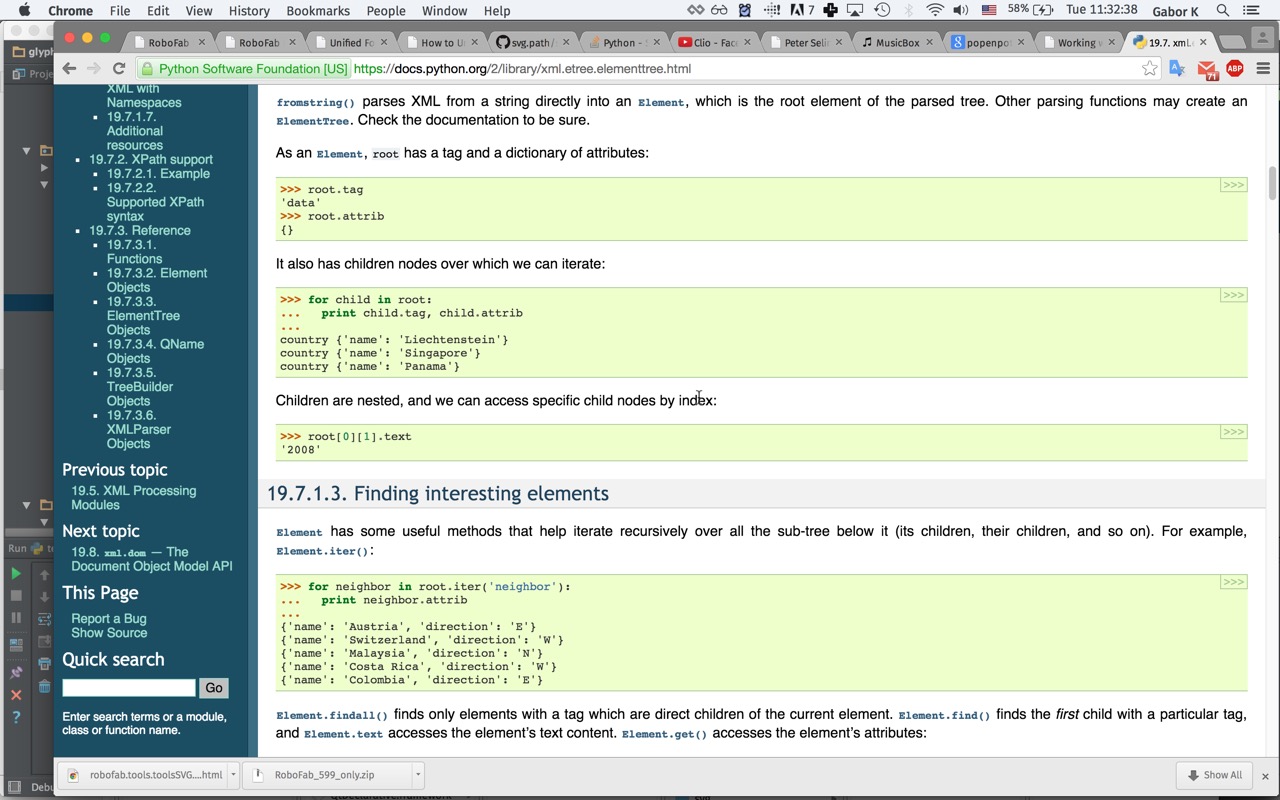 Chrome File Edit View History Bookmarks People Window Help 7 58% Tue 11:32:38 Gabor K
RoboFab RoboFab Unified Fo How to U svg.path / Python - Clio - Fac Peter Seli MusicBox popenpo Working 19.7. xml.
Python Software Foundation [US] https://docs.python.org/2/library/xml.etree.elementtree.html 71 ABP
glyph
Proje
XML with
Namespaces
19.7.1.7.
Additional
resources
19.7.2. XPath support
19.7.2.1. Example
19.7.2.2.
Supported XPath
syntax
19.7.3. Reference
19.7.3.1.
Functions
19.7.3.2. Element
Objects
19.7.3.3.
ElementTree
Objects
19.7.3.4. QName
Objects
19.7.3.5.
TreeBuilder
Objects
19.7.3.6.
XMLParser
Objects
Previous topic
19.5. XML Processing
Modules
Next topic
19.8. xml.dom — The
Document Object Model API
This Page
Report a Bug
Show Source
Quick search
Go
Enter search terms or a module,
class or function name.
Run
Debu
fromstring() parses XML from a string directly into an Element, which is the root element of the parsed tree. Other parsing functions may create an
ElementTree. Check the documentation to be sure.
As an Element, root has a tag and a dictionary of attributes:
>>> root.tag >>>
'data'
>>> root.attrib
{}
It also has children nodes over which we can iterate:
>>> for child in root: >>>
... print child.tag, child.attrib
...
country {'name': 'Liechtenstein'}
country {'name': 'Singapore'}
country {'name': 'Panama'}
Children are nested, and we can access specific child nodes by index:
>>> root[0][1].text >>>
'2008'
19.7.1.3. Finding interesting elements
Element has some useful methods that help iterate recursively over all the sub-tree below it (its children, their children, and so on). For example,
Element.iter():
>>> for neighbor in root.iter('neighbor'): >>>
... print neighbor.attrib
...
{'name': 'Austria', 'direction': 'E'}
{'name': 'Switzerland', 'direction': 'W'}
{'name': 'Malaysia', 'direction': 'N'}
{'name': 'Costa Rica', 'direction': 'W'}
{'name': 'Colombia', 'direction': 'E'}
Element.findall() finds only elements with a tag which are direct children of the current element. Element.find() finds the first child with a particular tag,
and Element.text accesses the element's text content. Element.get() accesses the element's attributes:
robofab.tools.toolsSVG....html RoboFab_599_only.zip Show All